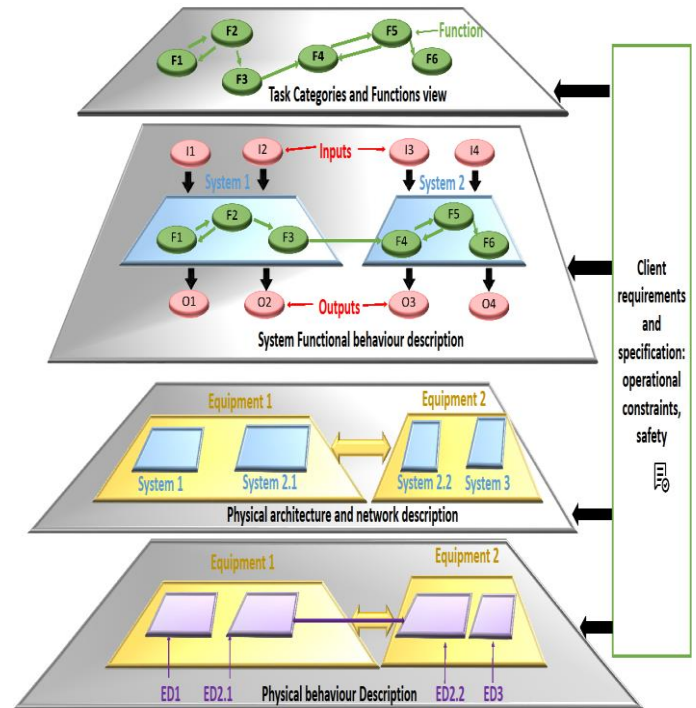 F2
F5
Function
F1
F4
F6
F3
Task Categories and Functions view
I1
I2
Inputs
I3
I4
System 1
System 2
F2
F5
F1
F3
F4
F6
O1
O2
Outputs
O3
O4
System Functional behaviour description
Client
requirements
and
specification:
operational
constraints,
safety
Equipment 1
Equipment 2
System 1
System 2.1
System 2.2
System 3
Physical architecture and network description
Equipment 1
Equipment 2
ED1
ED2.1
ED2.2
ED3
Physical behaviour Description